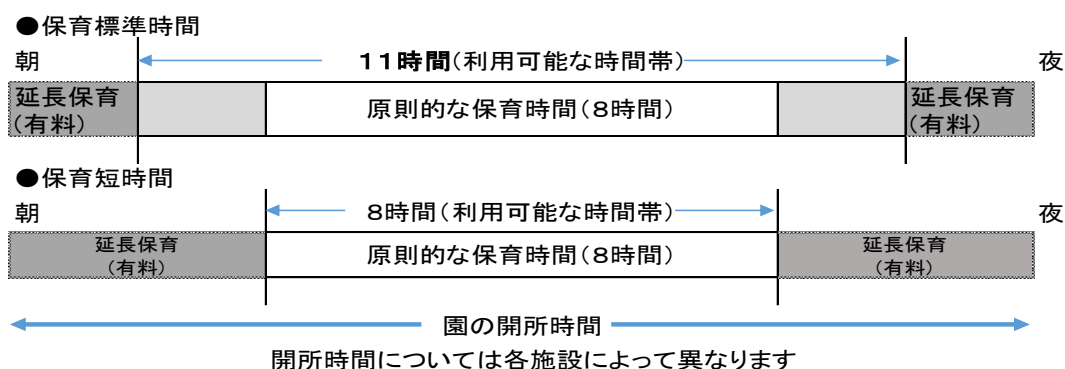 ●保育標準時間
朝
11時間(利用可能な時間帯)
夜
延長保育
(有料)
原則的な保育時間(8時間)
延長保育
(有料)
●保育短時間
朝
8時間(利用可能な時間帯)
夜
延長保育
(有料)
原則的な保育時間(8時間)
延長保育
(有料)
園の開所時間
開所時間については各施設によって異なります